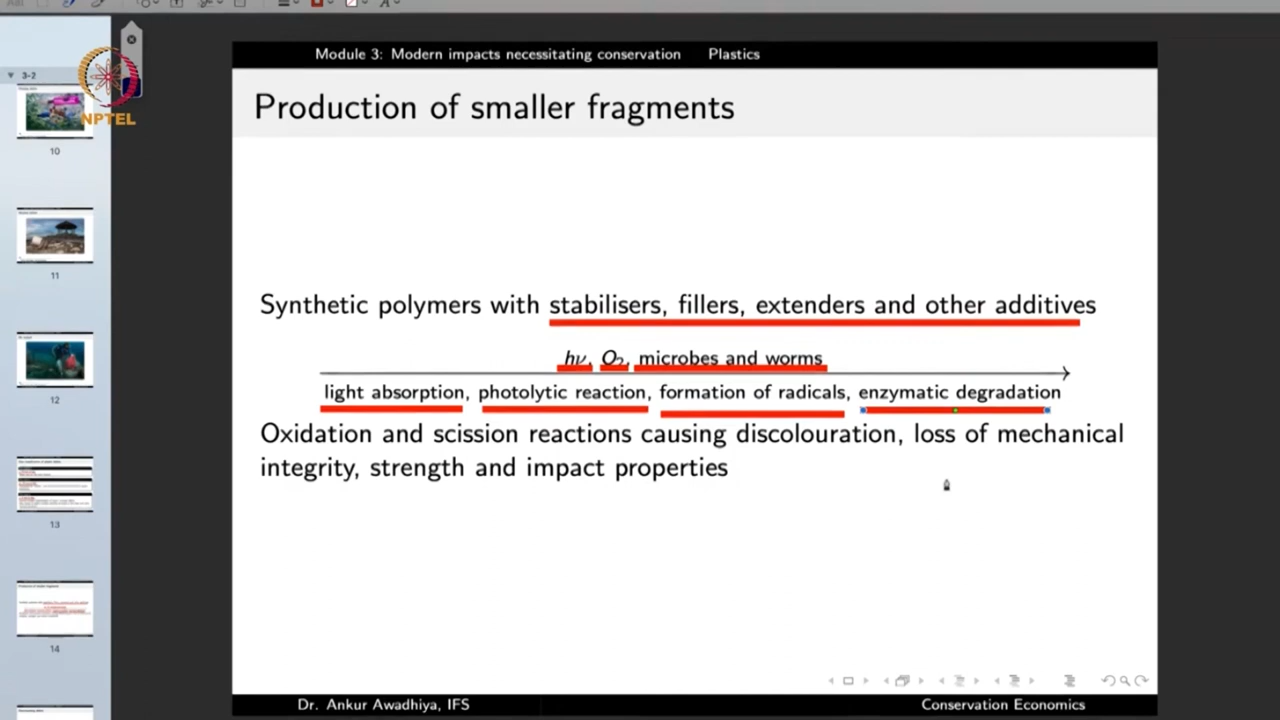 Module 3: Modern impacts necessitating conservation Plastics
3-2
NPTEL
Production of smaller fragments
10
11
12
13
14
Synthetic polymers with stabilisers, fillers, extenders and other additives
hν, O₂, microbes and worms
light absorption, photolytic reaction, formation of radicals, enzymatic degradation
Oxidation and scission reactions causing discolouration, loss of mechanical
integrity, strength and impact properties
Dr. Ankur Awadhiya, IFS Conservation Economics